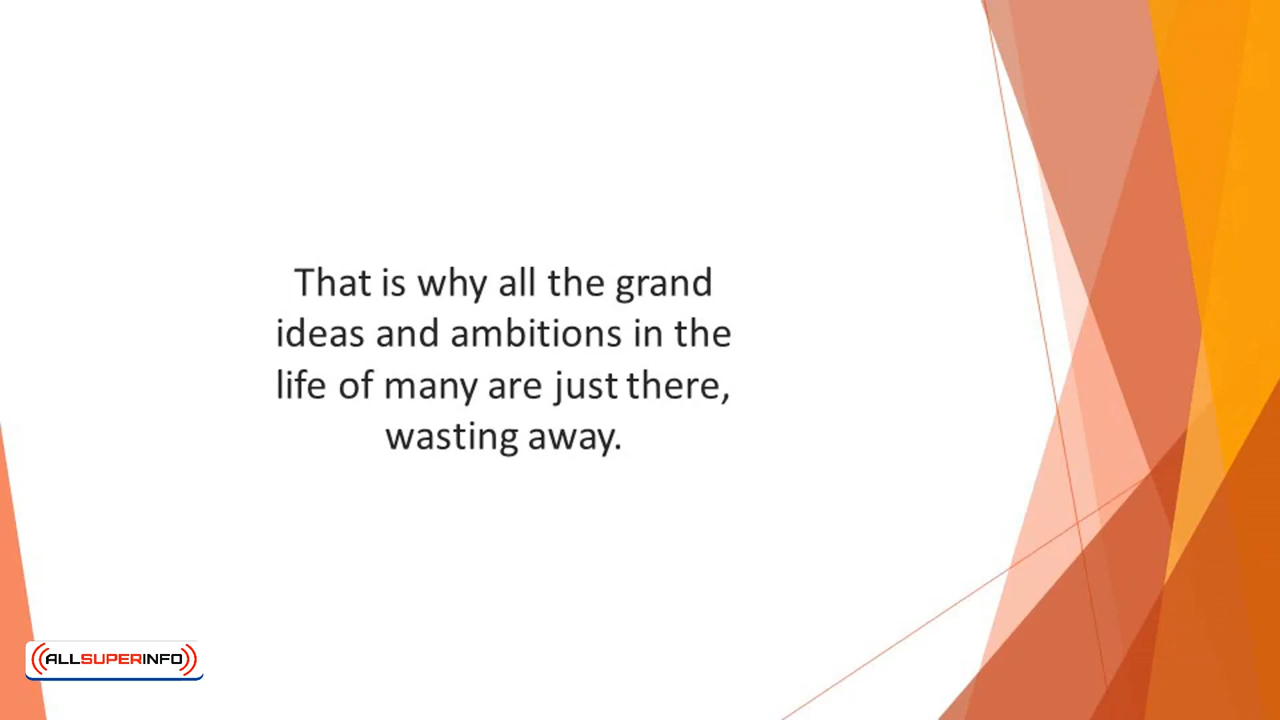 That is why all the grand
ideas and ambitions in the
life of many are just there,
wasting away.
ALLSUPERINFO